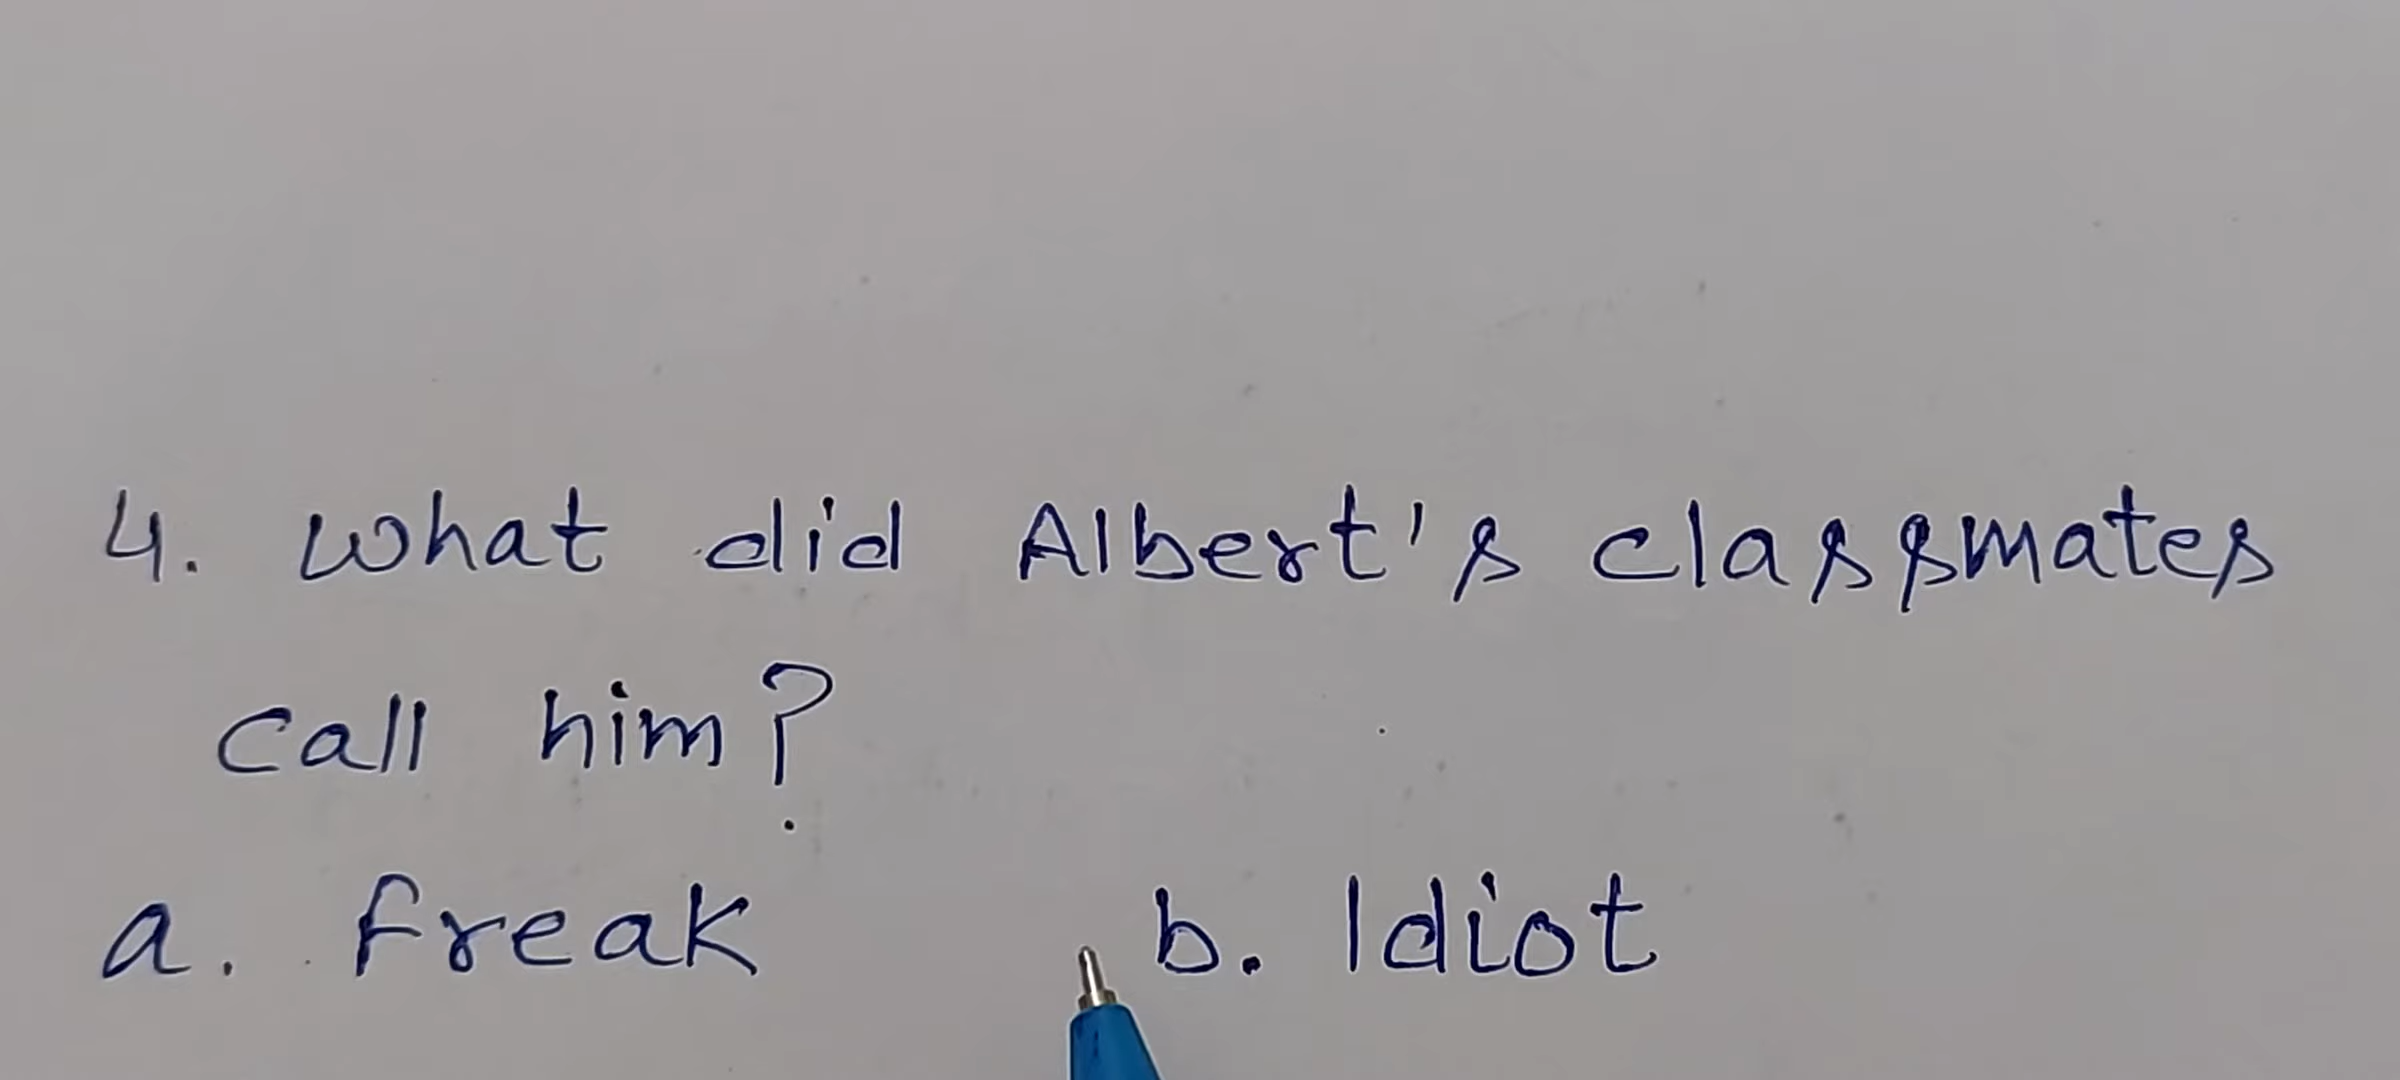 4. What did Albert's classmates
call him?
a. freak b. Idiot